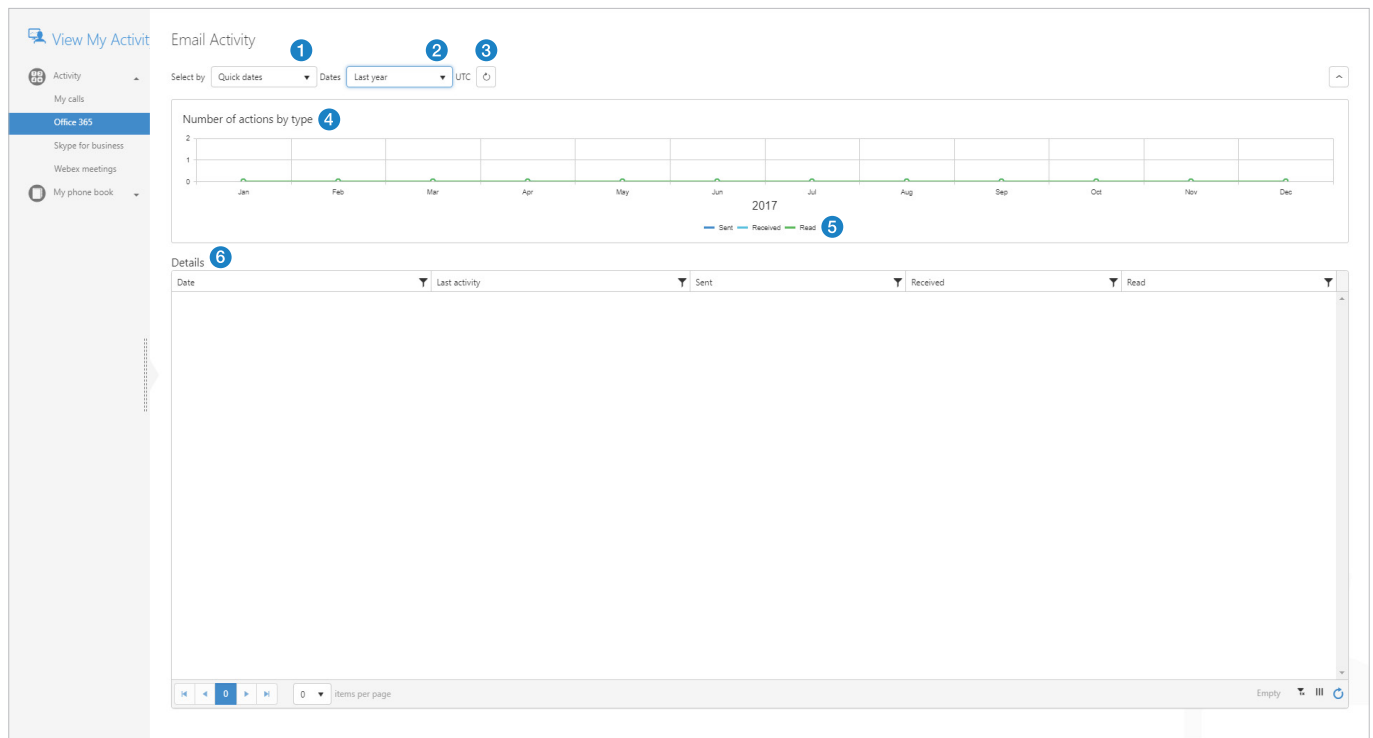 View My Activit
Activity
My calls
Office 365
Skype for business
Webex meetings
My phone book
Email Activity
1 2 3
Select by Quick dates Dates Last year UTC
Number of actions by type 4
2
1
0
Jan Feb Mar Apr May Jun Jul Aug Sep Oct Nov Dec
2017
Sent Received Read 5
Details 6
Date Last activity Sent Received Read
0 0 items per page Empty